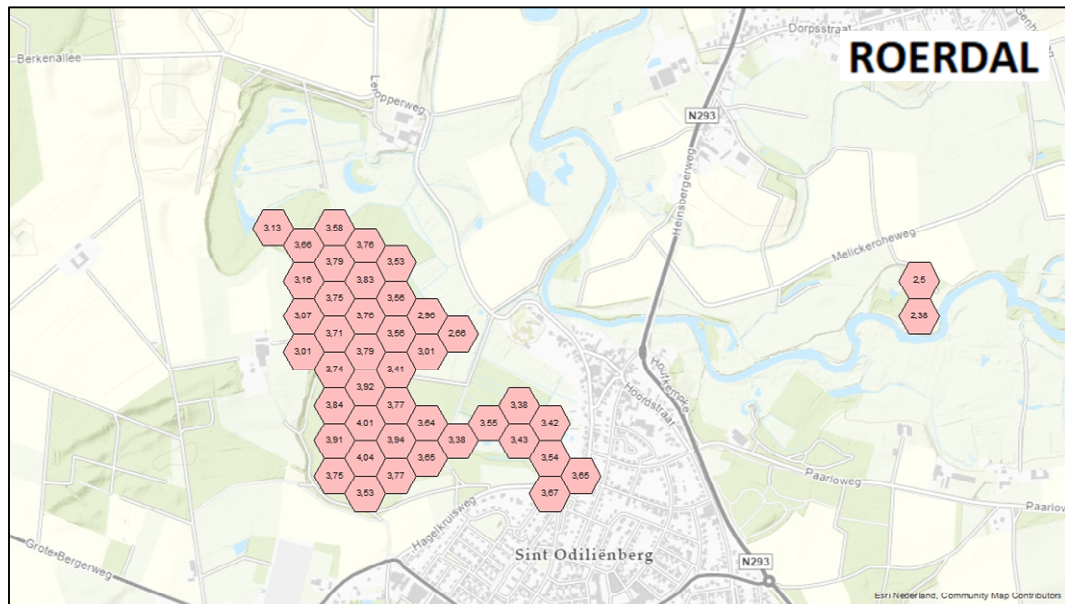 ROERDAL
Berkenallee
Leropperweg
Dorpsstraat
N293
Heinsbergerweg
Melickeroheweg
3,13
3,58
3,66
3,76
3,79
3,53
3,16
3,83
3,75
3,56
3,07
3,76
2,96
3,71
3,56
2,66
3,01
3,79
3,01
3,74
3,41
3,92
3,84
3,77
4,01
3,64
3,91
3,94
3,38
4,04
3,65
3,75
3,77
3,53
3,55
3,38
3,42
3,43
3,54
3,65
3,67
2,5
2,38
Houtkempke
Hoordstraat
Paarloweg
Hagelkruisweg
Sint Odiliënberg
Grote-Bergerweg
N293
Esri Nederland, Community Map Contributors